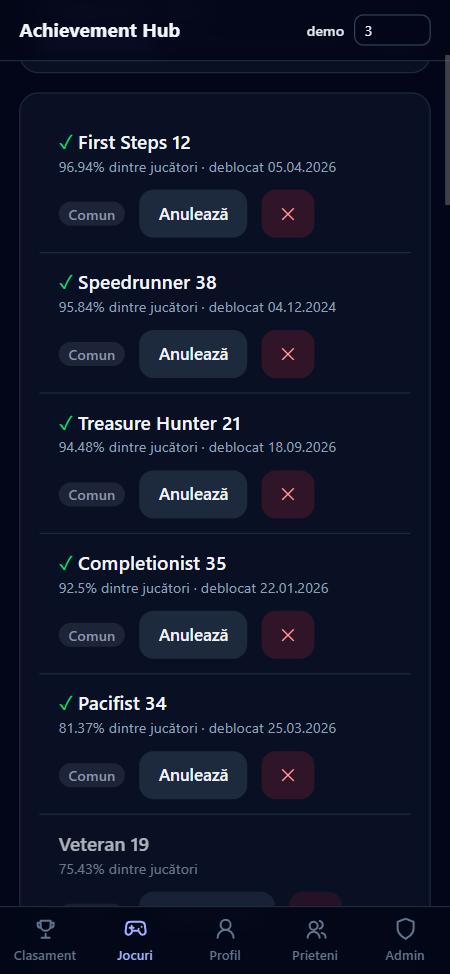 Achievement Hub
demo 3
✓ First Steps 12
96.94% dintre jucători · deblocat 05.04.2026
Comun Anulează ×
✓ Speedrunner 38
95.84% dintre jucători · deblocat 04.12.2024
Comun Anulează ×
✓ Treasure Hunter 21
94.48% dintre jucători · deblocat 18.09.2026
Comun Anulează ×
✓ Completionist 35
92.5% dintre jucători · deblocat 22.01.2026
Comun Anulează ×
✓ Pacifist 34
81.37% dintre jucători · deblocat 25.03.2026
Comun Anulează ×
Veteran 19
75.43% dintre jucători
Clasament Jocuri Profil Prieteni Admin